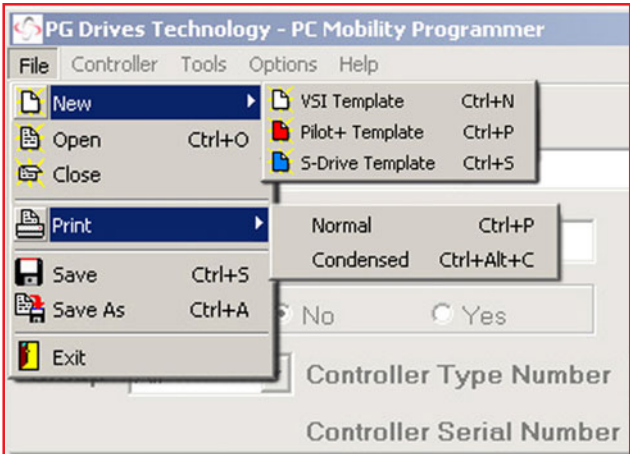 PG Drives Technology - PC Mobility Programmer
File Controller Tools Options Help
New
VSI Template Ctrl+N
Pilot+ Template Ctrl+P
S-Drive Template Ctrl+S
Open Ctrl+O
Close
Print
Normal Ctrl+P
Condensed Ctrl+Alt+C
Save Ctrl+S
Save As Ctrl+A
No Yes
Exit
Controller Type Number
Controller Serial Number